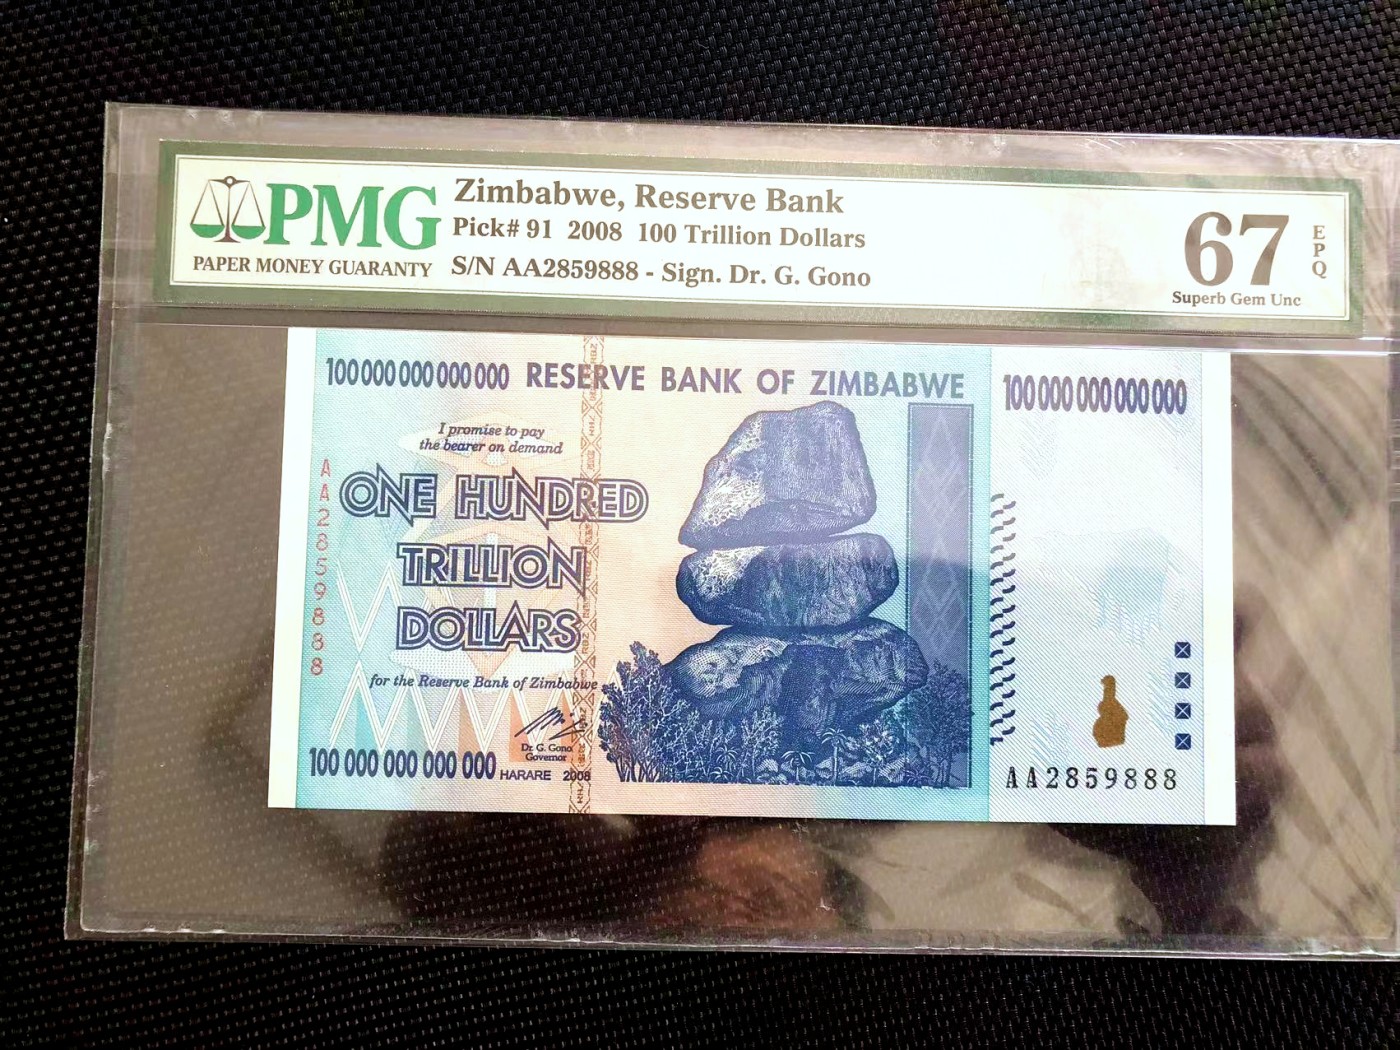 PMG
PAPER MONEY GUARANTY
Zimbabwe, Reserve Bank
Pick# 91 2008 100 Trillion Dollars
S/N AA2859888 - Sign. Dr. G. Gono
67
EPQ
Superb Gem Unc
100 000 000 000 000 RESERVE BANK OF ZIMBABWE 100 000 000 000 000
I promise to pay
the bearer on demand
ONE HUNDRED
TRILLION
DOLLARS
AA2859888
for the Reserve Bank of Zimbabwe
Dr. G. Gono
Governor
100 000 000 000 000 HARARE 2008
AA2859888